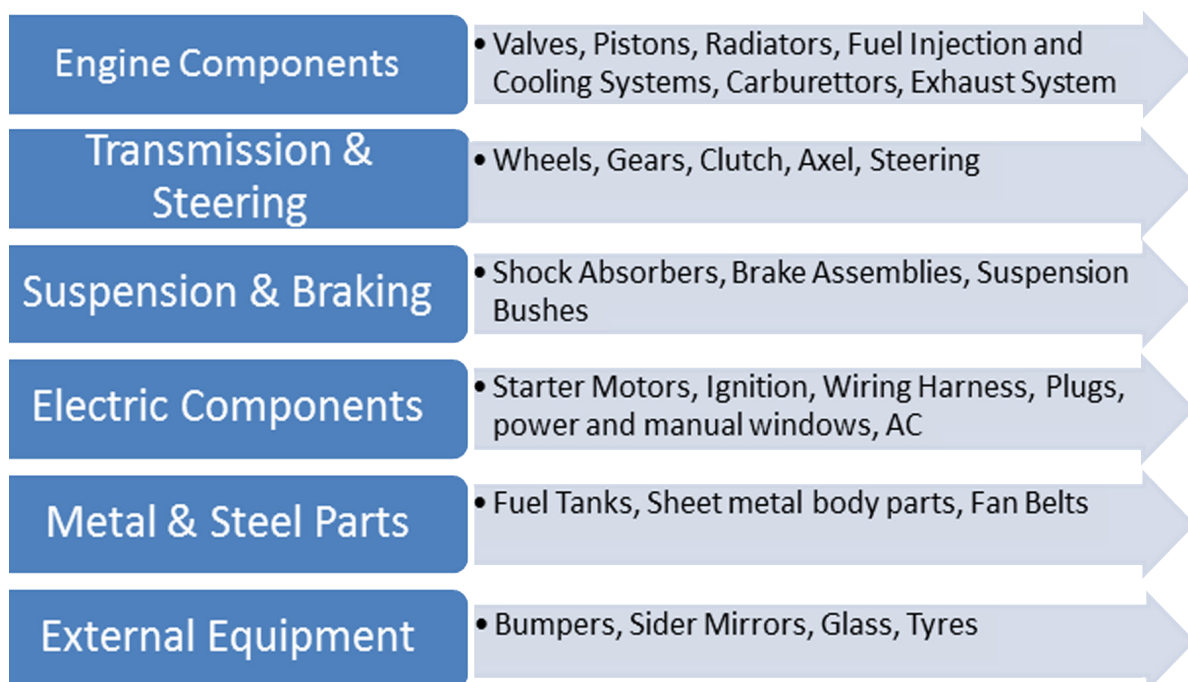 Engine Components
• Valves, Pistons, Radiators, Fuel Injection and
Cooling Systems, Carburettors, Exhaust System
Transmission &
Steering
• Wheels, Gears, Clutch, Axel, Steering
Suspension & Braking
• Shock Absorbers, Brake Assemblies, Suspension
Bushes
Electric Components
• Starter Motors, Ignition, Wiring Harness, Plugs,
power and manual windows, AC
Metal & Steel Parts
• Fuel Tanks, Sheet metal body parts, Fan Belts
External Equipment
• Bumpers, Sider Mirrors, Glass, Tyres